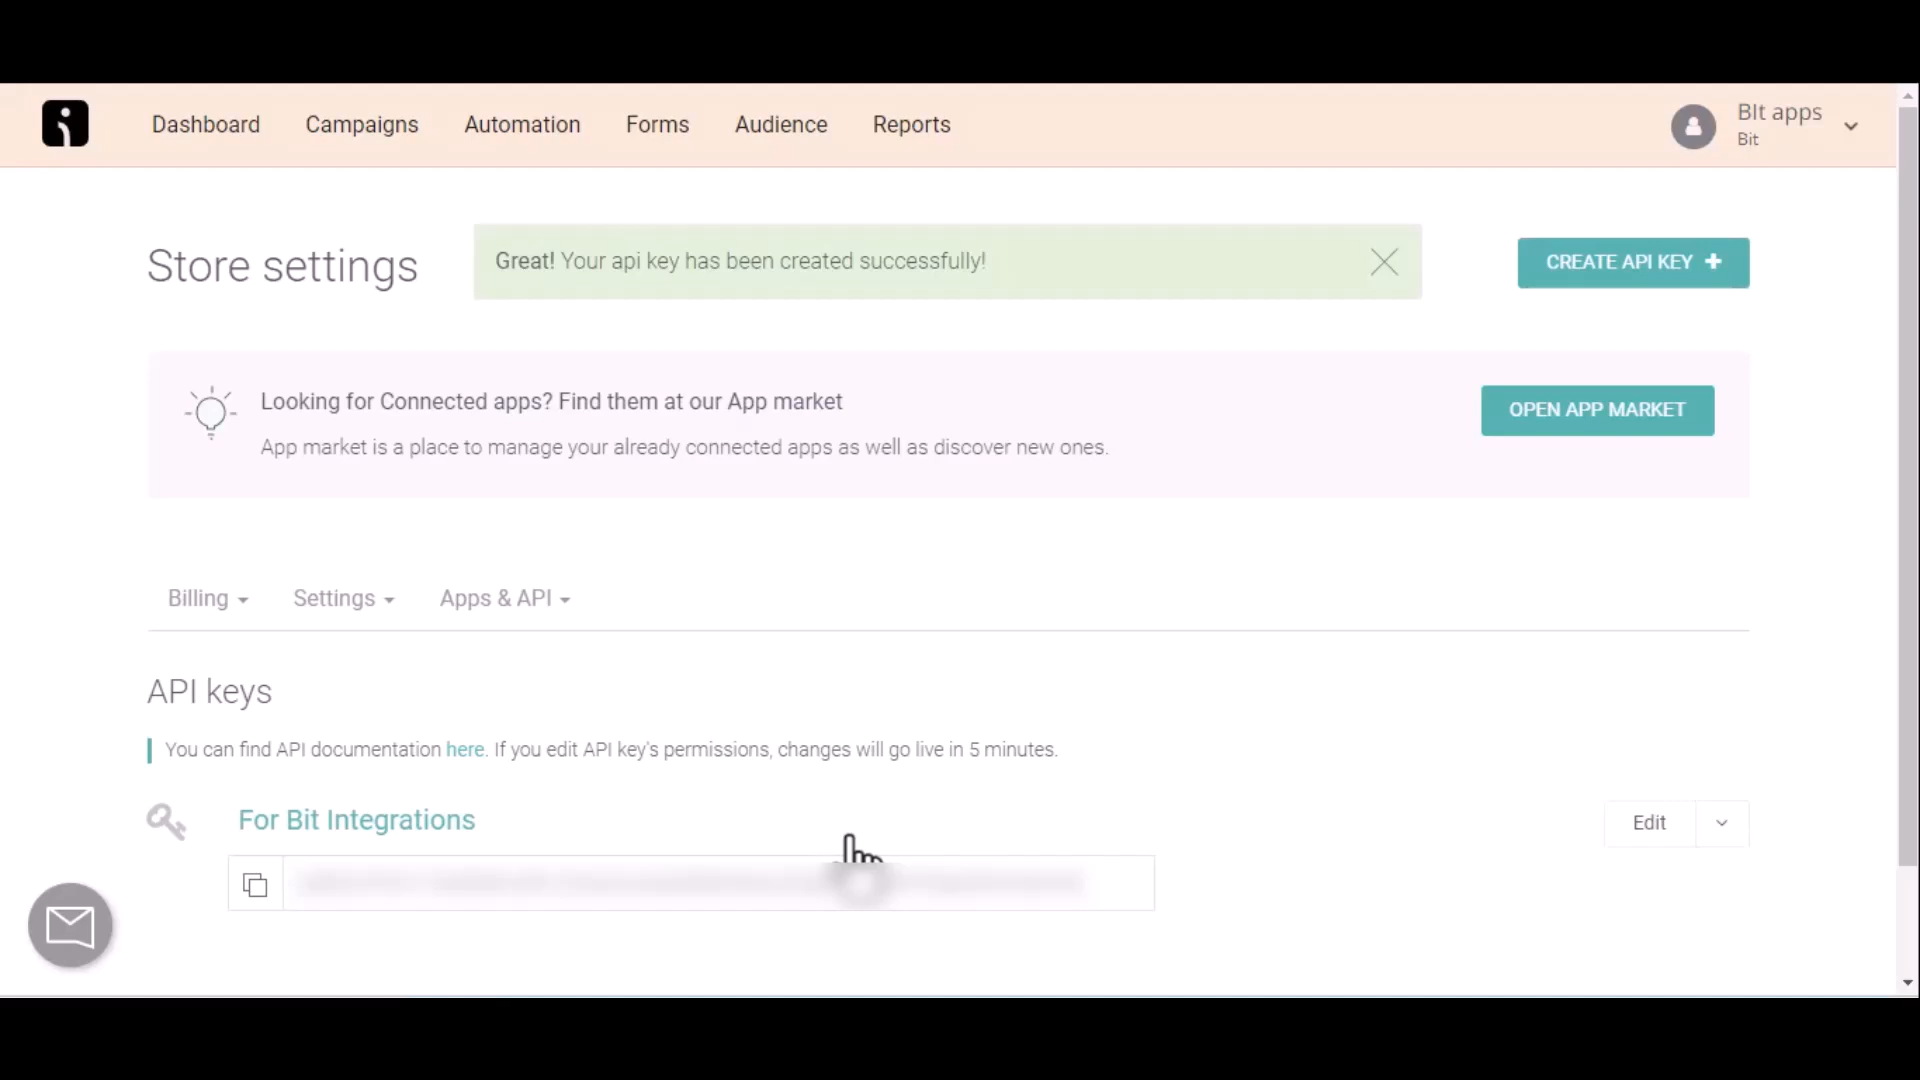 Dashboard Campaigns Automation Forms Audience Reports
BIt apps
Bit
Store settings
Great! Your api key has been created successfully!
CREATE API KEY +
Looking for Connected apps? Find them at our App market
App market is a place to manage your already connected apps as well as discover new ones.
OPEN APP MARKET
Billing Settings Apps & API
API keys
You can find API documentation here. If you edit API key's permissions, changes will go live in 5 minutes.
For Bit Integrations
Edit